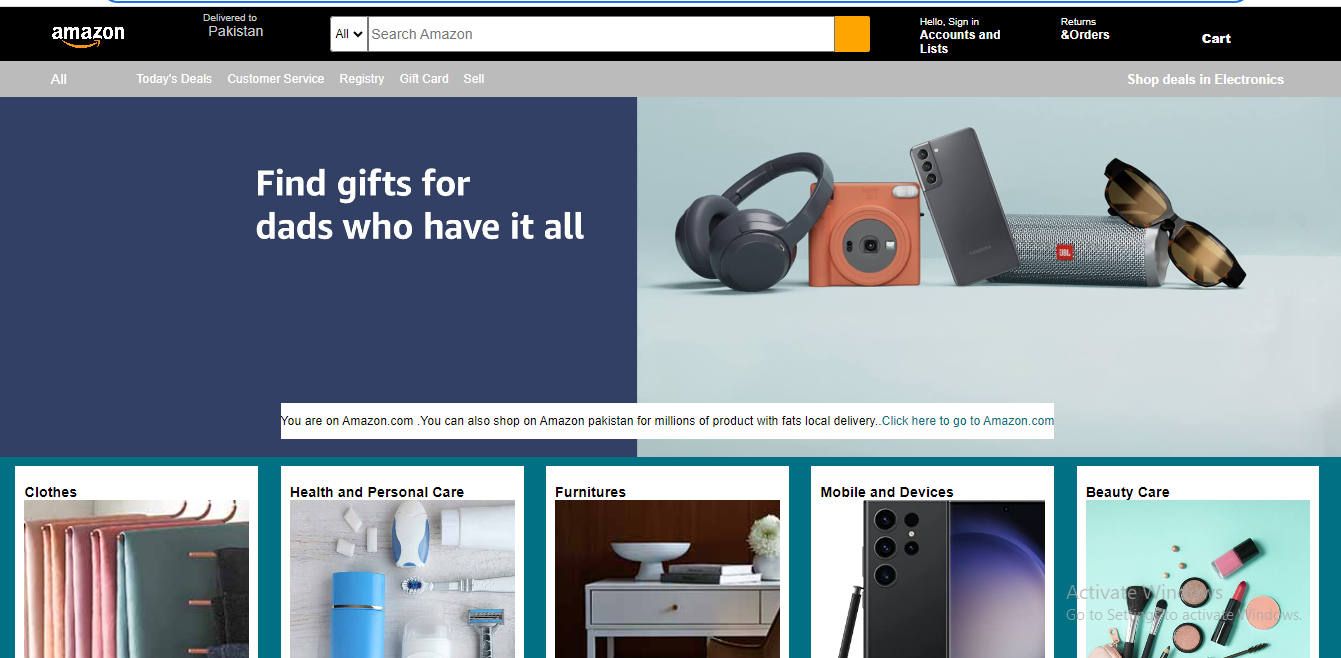 amazon
Delivered to
Pakistan
All
Search Amazon
Hello, Sign in
Accounts and
Lists
Returns
&Orders
Cart
All
Today's Deals
Customer Service
Registry
Gift Card
Sell
Shop deals in Electronics
Find gifts for
dads who have it all
SAMSUNG
JBL
You are on Amazon.com .You can also shop on Amazon pakistan for millions of product with fats local delivery..Click here to go to Amazon.com
Clothes
Health and Personal Care
Furnitures
Mobile and Devices
Beauty Care
Activate Windows
Go to Settings to activate Windows.